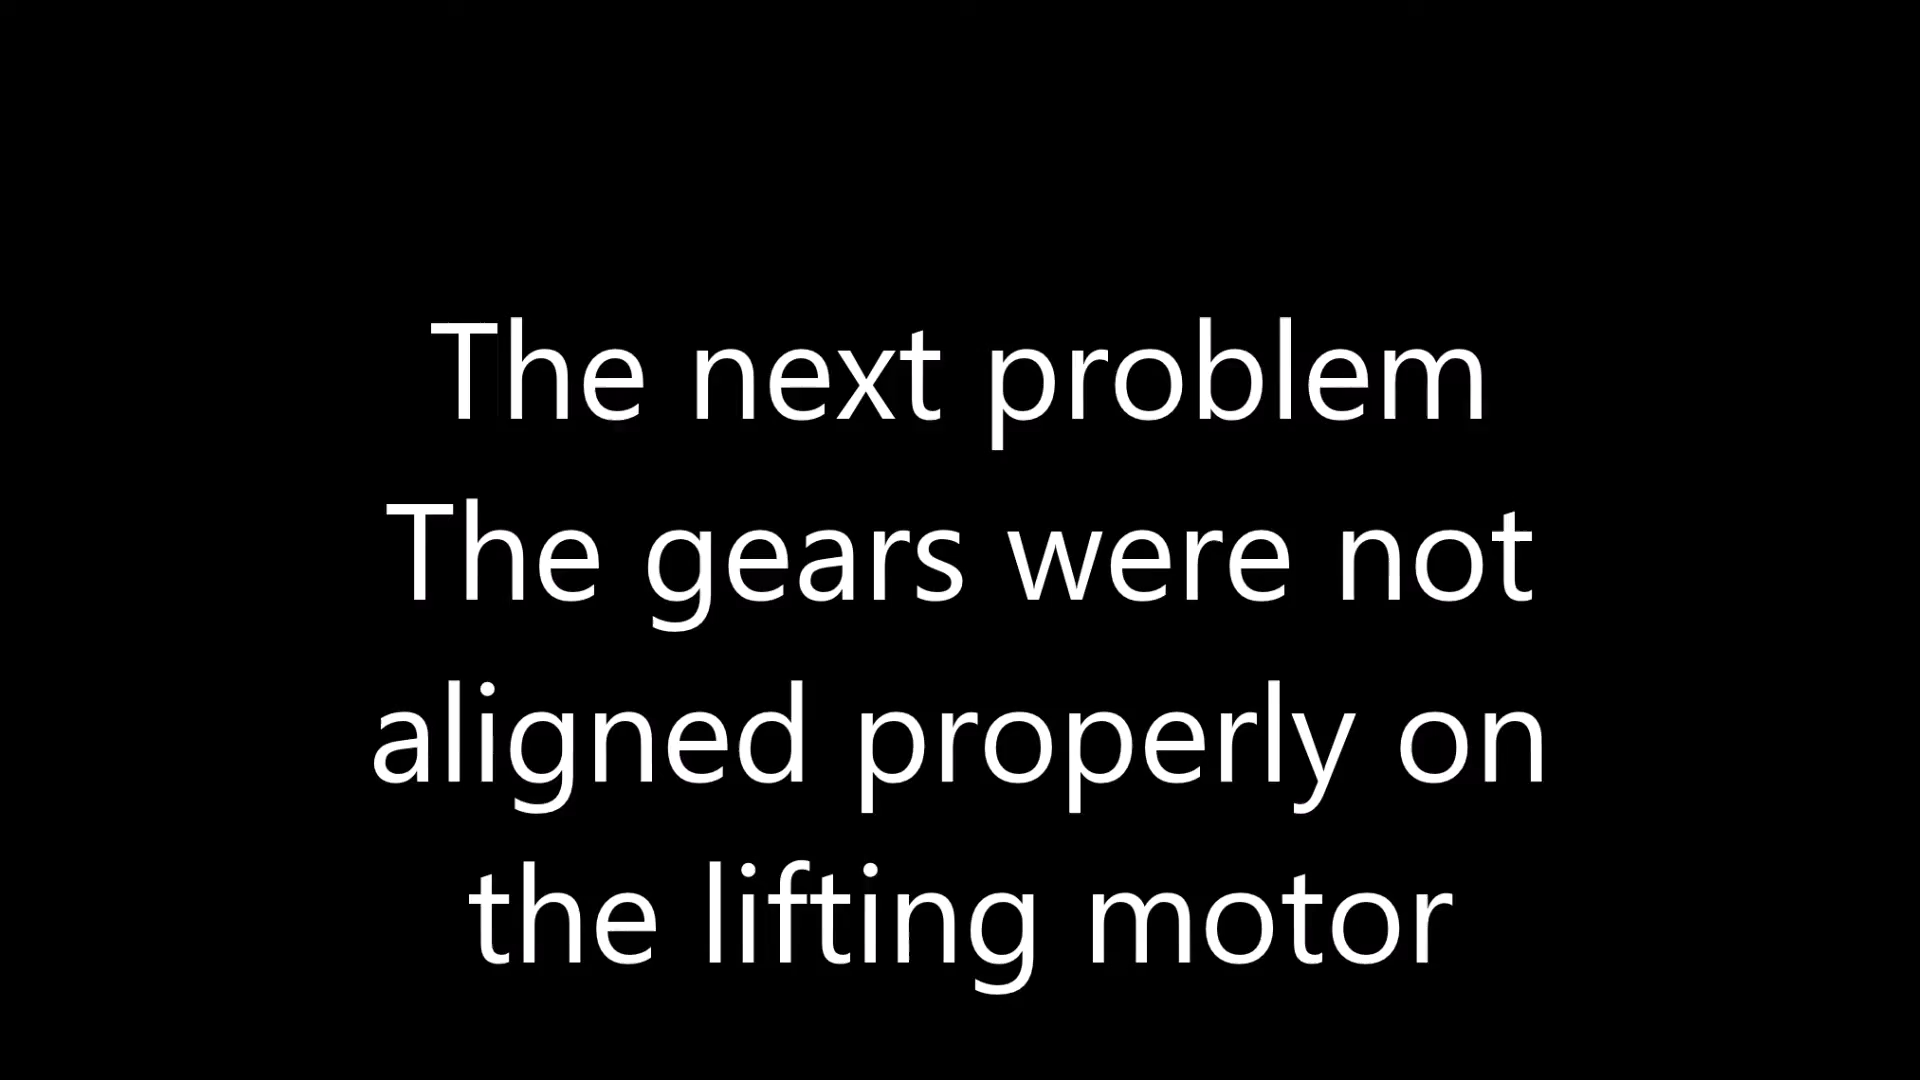 The next problem
The gears were not
aligned properly on
the lifting motor